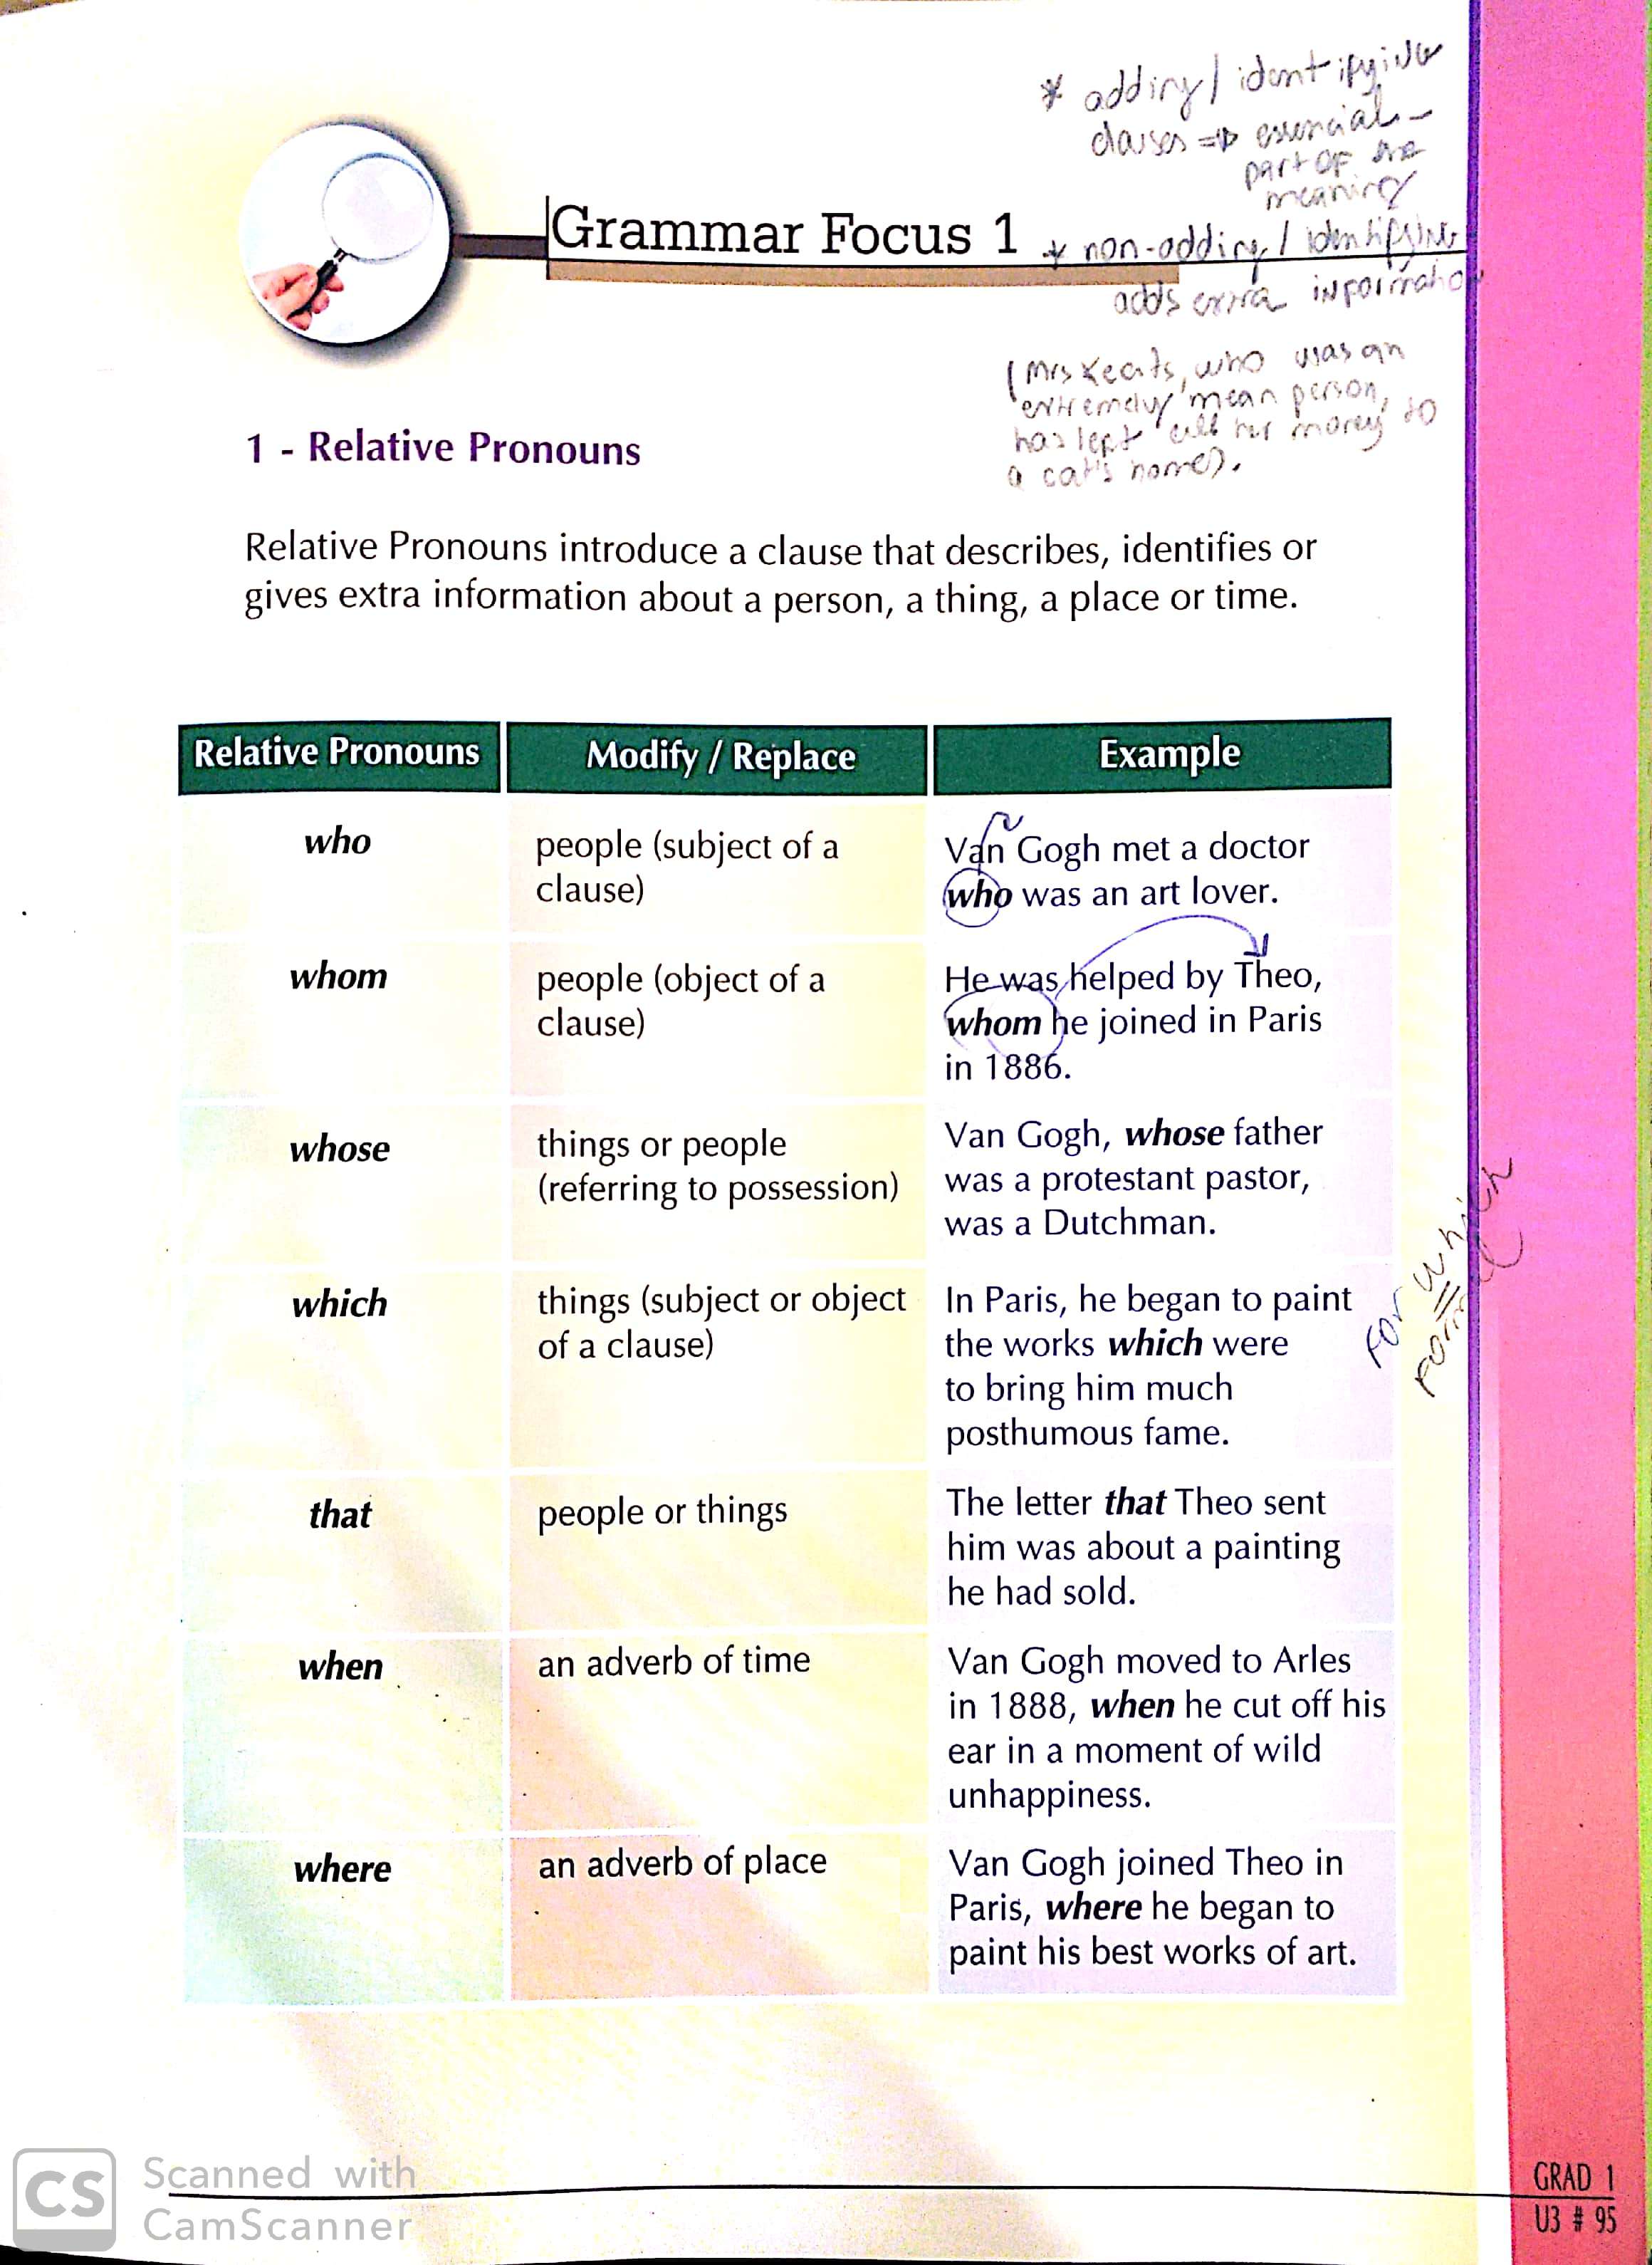 * adding / identifying
clauses => essencial
part of the
meaning
Grammar Focus 1
* non-adding / identifying
adds extra informatio
(Mrs Keats, who was an
extremely mean person,
has left all her money to
a cat's home).
1 - Relative Pronouns
Relative Pronouns introduce a clause that describes, identifies or
gives extra information about a person, a thing, a place or time.
Relative Pronouns
Modify / Replace
Example
who
people (subject of a
clause)
Van Gogh met a doctor
who was an art lover.
whom
people (object of a
clause)
He was helped by Theo,
whom he joined in Paris
in 1886.
whose
things or people
(referring to possession)
Van Gogh, whose father
was a protestant pastor,
was a Dutchman.
which
things (subject or object
of a clause)
In Paris, he began to paint
the works which were
to bring him much
posthumous fame.
For which
that
people or things
The letter that Theo sent
him was about a painting
he had sold.
when
an adverb of time
Van Gogh moved to Arles
in 1888, when he cut off his
ear in a moment of wild
unhappiness.
where
an adverb of place
Van Gogh joined Theo in
Paris, where he began to
paint his best works of art.
CS
Scanned with
CamScanner
GRAD 1
U3 # 95